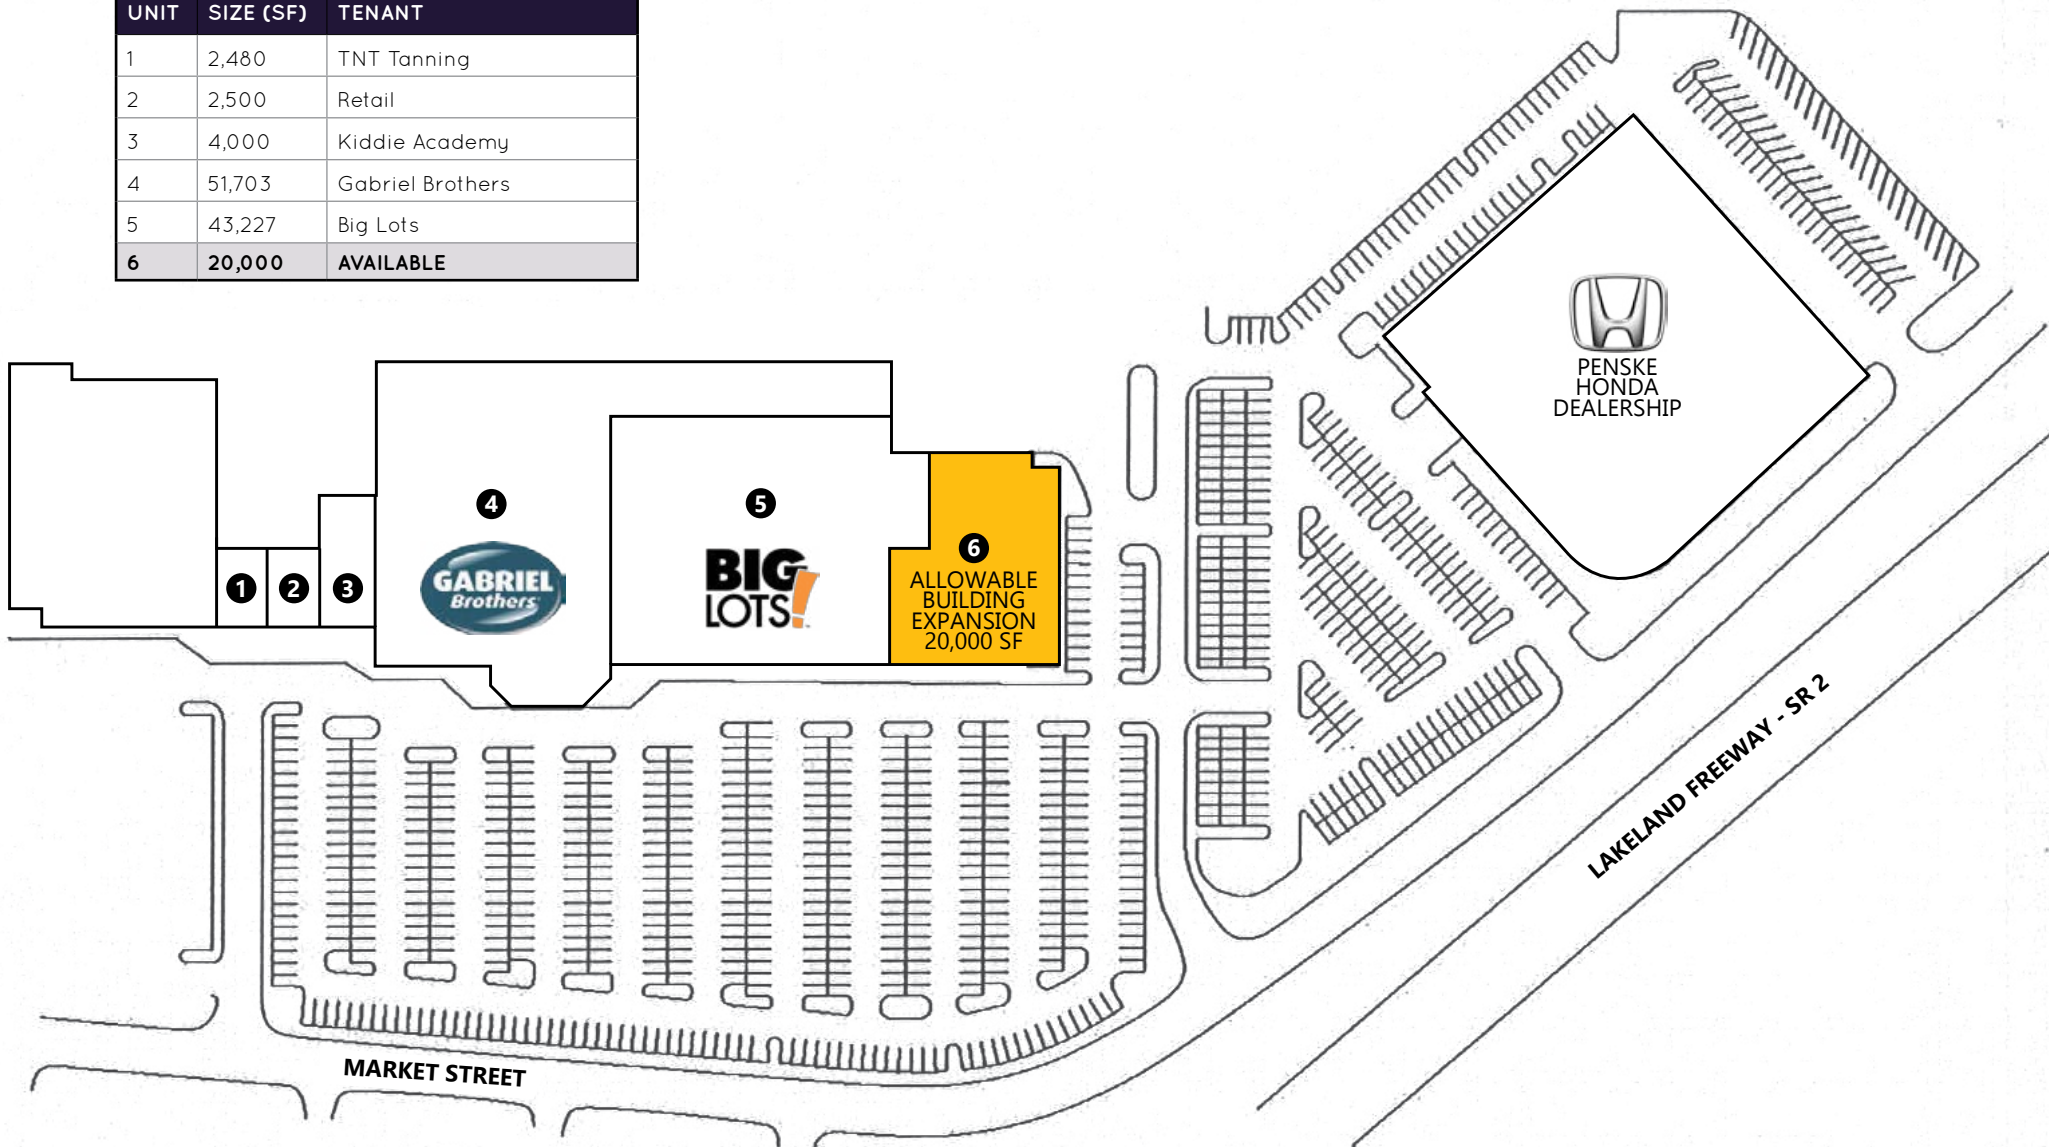 UNIT SIZE (SF) TENANT
1 2,480 TNT Tanning
2 2,500 Retail
3 4,000 Kiddie Academy
4 51,703 Gabriel Brothers
5 43,227 Big Lots
6 20,000 AVAILABLE
PENSKE
HONDA
DEALERSHIP
4
5
6
GABRIEL
Brothers
BIG
LOTS!
ALLOWABLE
BUILDING
EXPANSION
20,000 SF
1
2
3
LAKELAND FREEWAY - SR 2
MARKET STREET